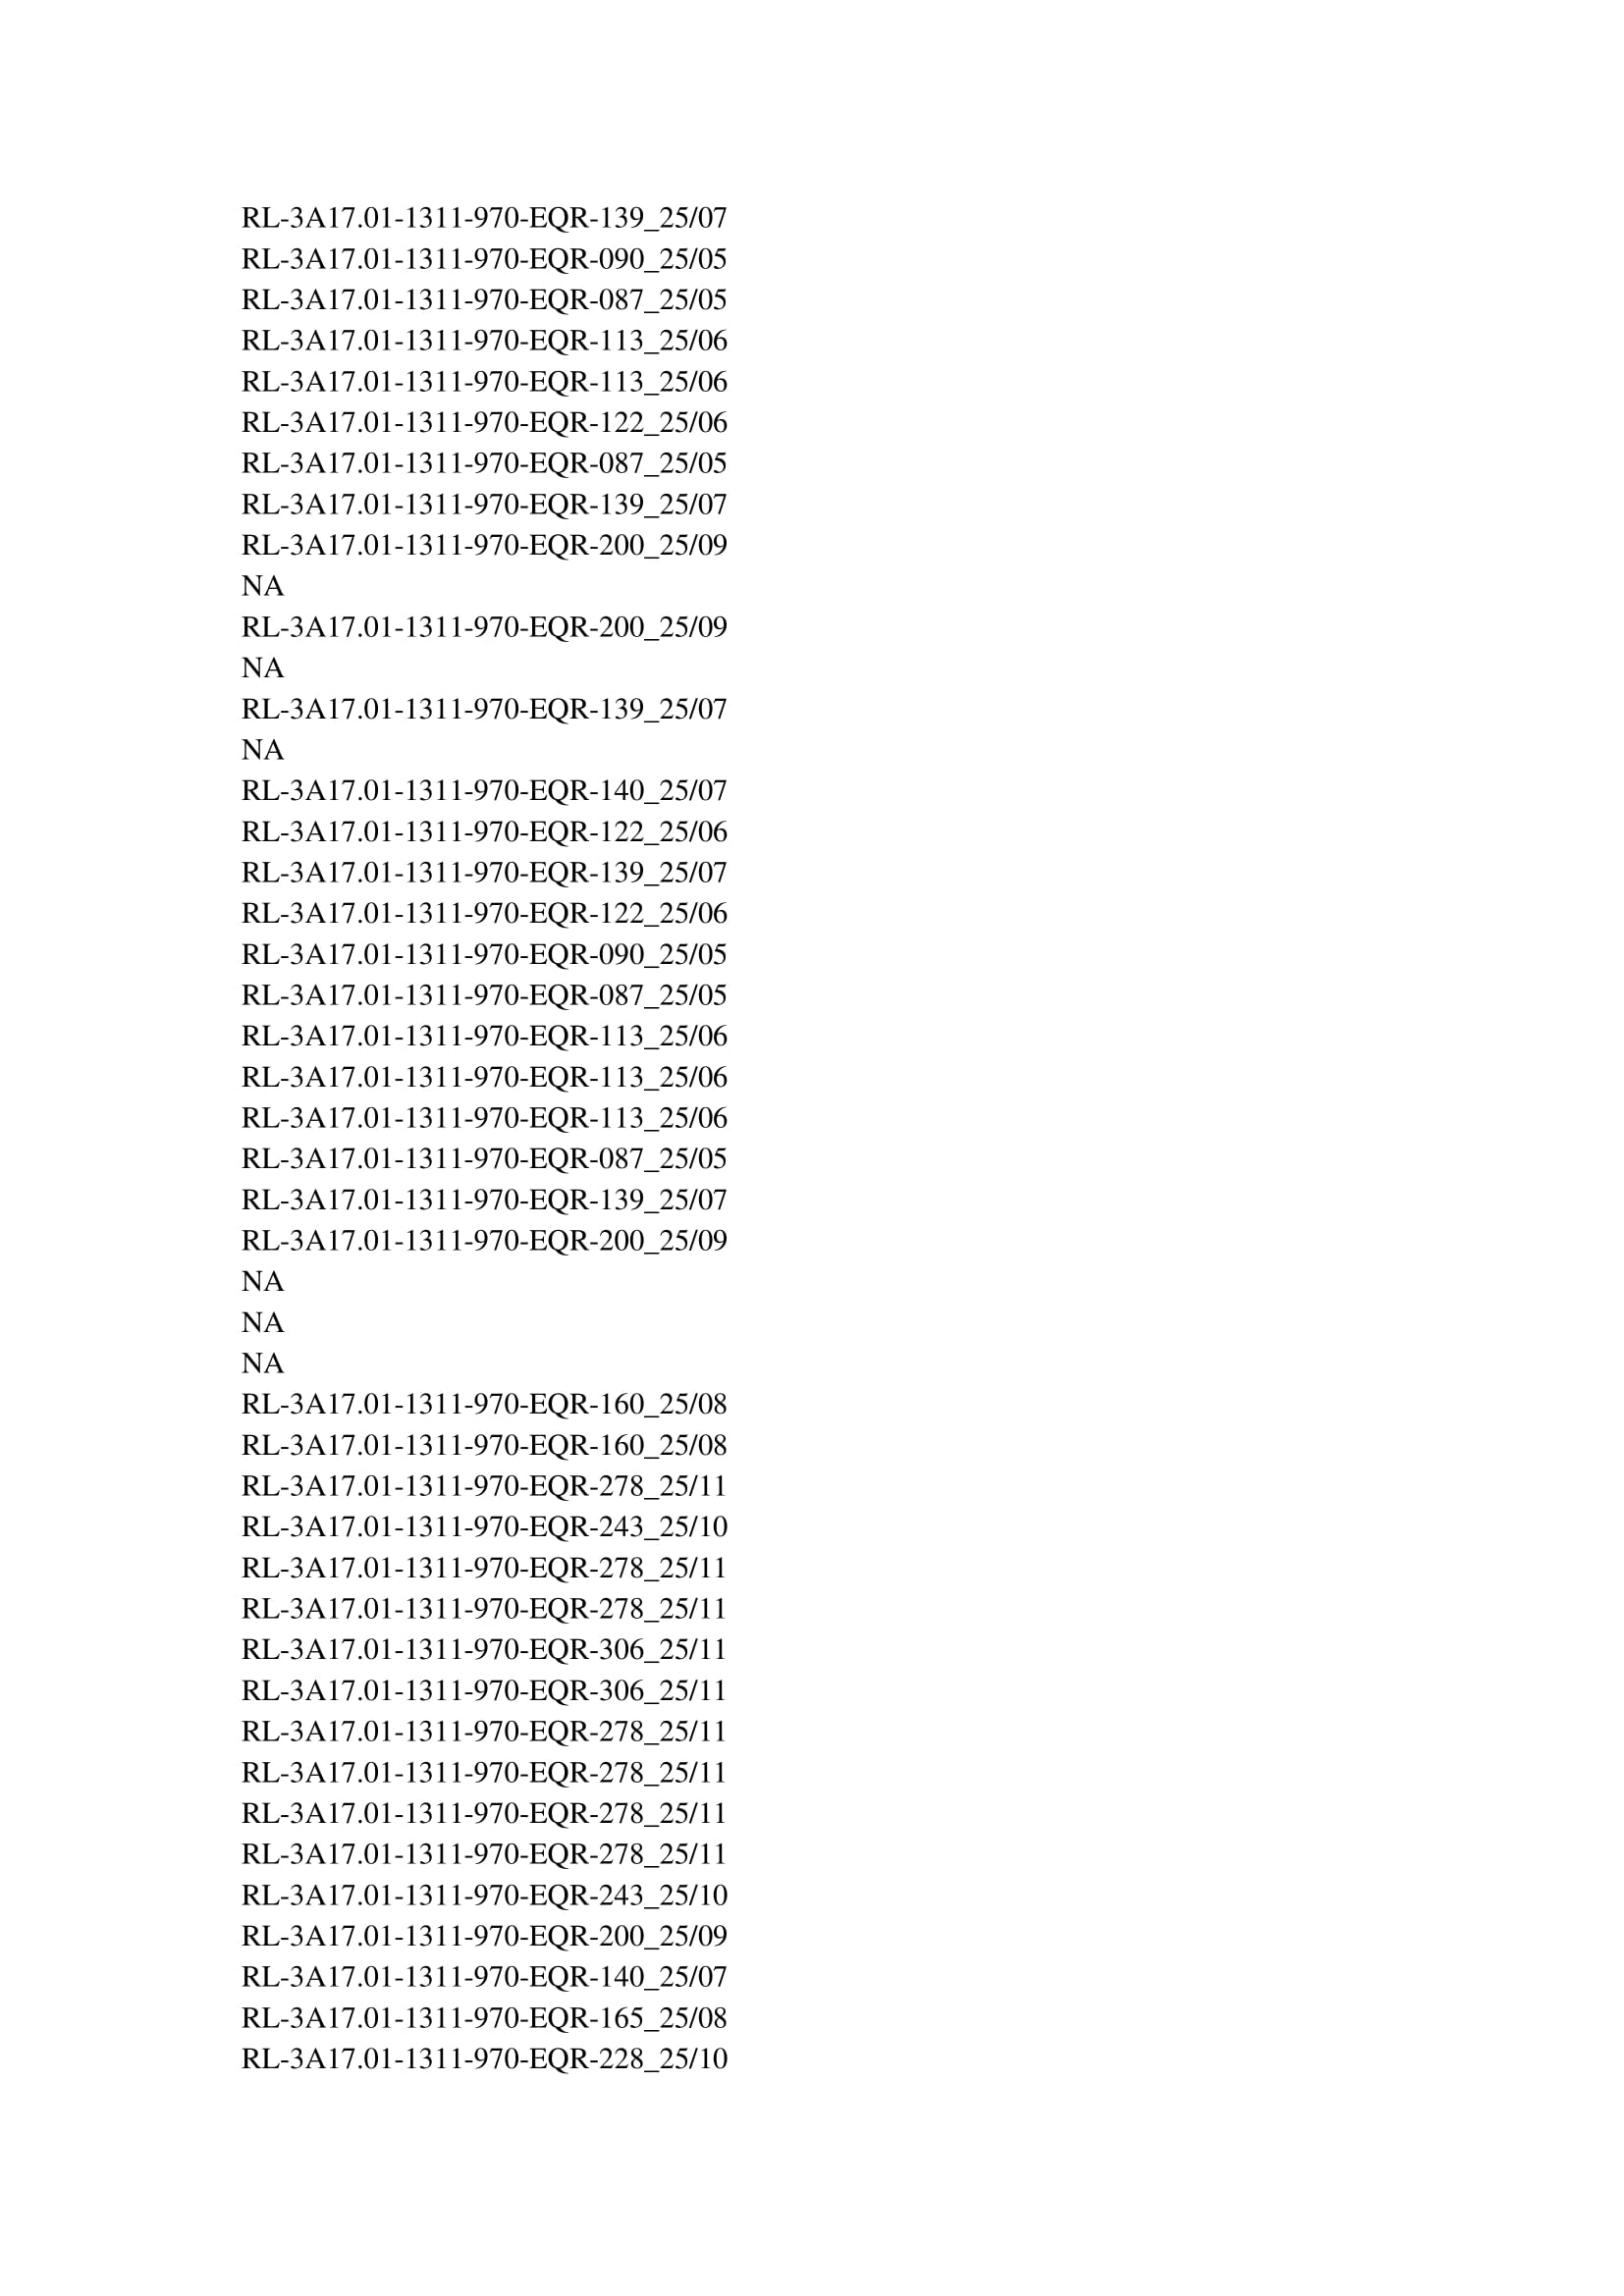 RL-3A17.01-1311-970-EQR-139_25/07
RL-3A17.01-1311-970-EQR-090_25/05
RL-3A17.01-1311-970-EQR-087_25/05
RL-3A17.01-1311-970-EQR-113_25/06
RL-3A17.01-1311-970-EQR-113_25/06
RL-3A17.01-1311-970-EQR-122_25/06
RL-3A17.01-1311-970-EQR-087_25/05
RL-3A17.01-1311-970-EQR-139_25/07
RL-3A17.01-1311-970-EQR-200_25/09
NA
RL-3A17.01-1311-970-EQR-200_25/09
NA
RL-3A17.01-1311-970-EQR-139_25/07
NA
RL-3A17.01-1311-970-EQR-140_25/07
RL-3A17.01-1311-970-EQR-122_25/06
RL-3A17.01-1311-970-EQR-139_25/07
RL-3A17.01-1311-970-EQR-122_25/06
RL-3A17.01-1311-970-EQR-090_25/05
RL-3A17.01-1311-970-EQR-087_25/05
RL-3A17.01-1311-970-EQR-113_25/06
RL-3A17.01-1311-970-EQR-113_25/06
RL-3A17.01-1311-970-EQR-113_25/06
RL-3A17.01-1311-970-EQR-087_25/05
RL-3A17.01-1311-970-EQR-139_25/07
RL-3A17.01-1311-970-EQR-200_25/09
NA
NA
NA
RL-3A17.01-1311-970-EQR-160_25/08
RL-3A17.01-1311-970-EQR-160_25/08
RL-3A17.01-1311-970-EQR-278_25/11
RL-3A17.01-1311-970-EQR-243_25/10
RL-3A17.01-1311-970-EQR-278_25/11
RL-3A17.01-1311-970-EQR-278_25/11
RL-3A17.01-1311-970-EQR-306_25/11
RL-3A17.01-1311-970-EQR-306_25/11
RL-3A17.01-1311-970-EQR-278_25/11
RL-3A17.01-1311-970-EQR-278_25/11
RL-3A17.01-1311-970-EQR-278_25/11
RL-3A17.01-1311-970-EQR-278_25/11
RL-3A17.01-1311-970-EQR-243_25/10
RL-3A17.01-1311-970-EQR-200_25/09
RL-3A17.01-1311-970-EQR-140_25/07
RL-3A17.01-1311-970-EQR-165_25/08
RL-3A17.01-1311-970-EQR-228_25/10